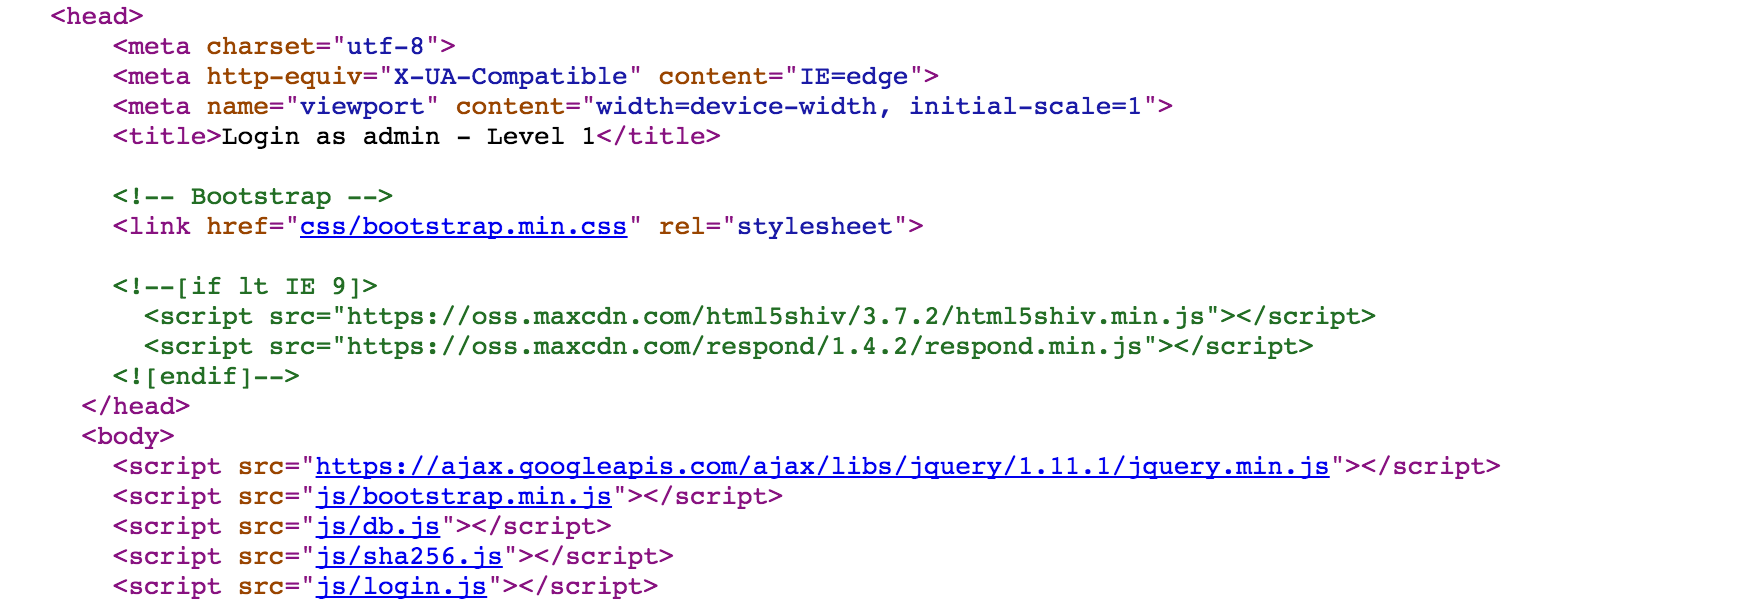 <head>
<meta charset="utf-8">
<meta http-equiv="X-UA-Compatible" content="IE=edge">
<meta name="viewport" content="width=device-width, initial-scale=1">
<title>Login as admin - Level 1</title>
<!-- Bootstrap -->
<link href="css/bootstrap.min.css" rel="stylesheet">
<!--[if lt IE 9]>
<script src="https://oss.maxcdn.com/html5shiv/3.7.2/html5shiv.min.js"></script>
<script src="https://oss.maxcdn.com/respond/1.4.2/respond.min.js"></script>
<![endif]-->
</head>
<body>
<script src="https://ajax.googleapis.com/ajax/libs/jquery/1.11.1/jquery.min.js"></script>
<script src="js/bootstrap.min.js"></script>
<script src="js/db.js"></script>
<script src="js/sha256.js"></script>
<script src="js/login.js"></script>